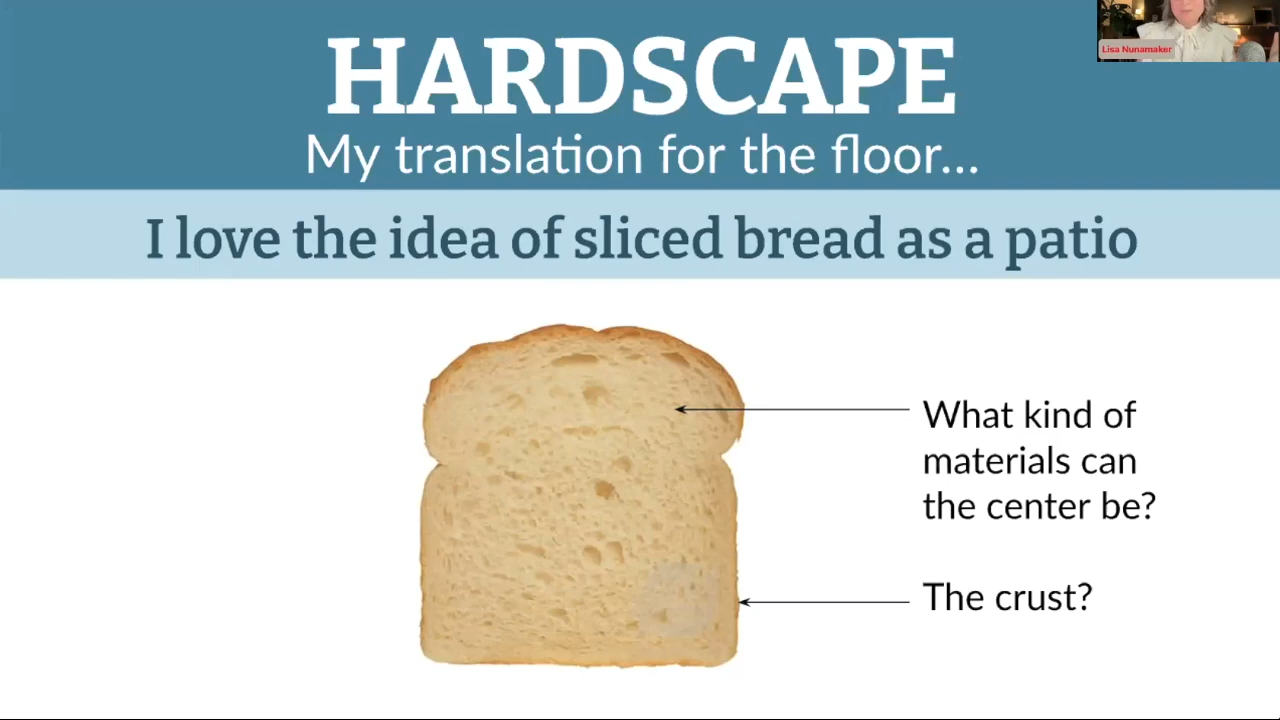 HARDSCAPE
My translation for the floor...
I love the idea of sliced bread as a patio
What kind of
materials can
the center be?
The crust?
Lisa Nunamaker